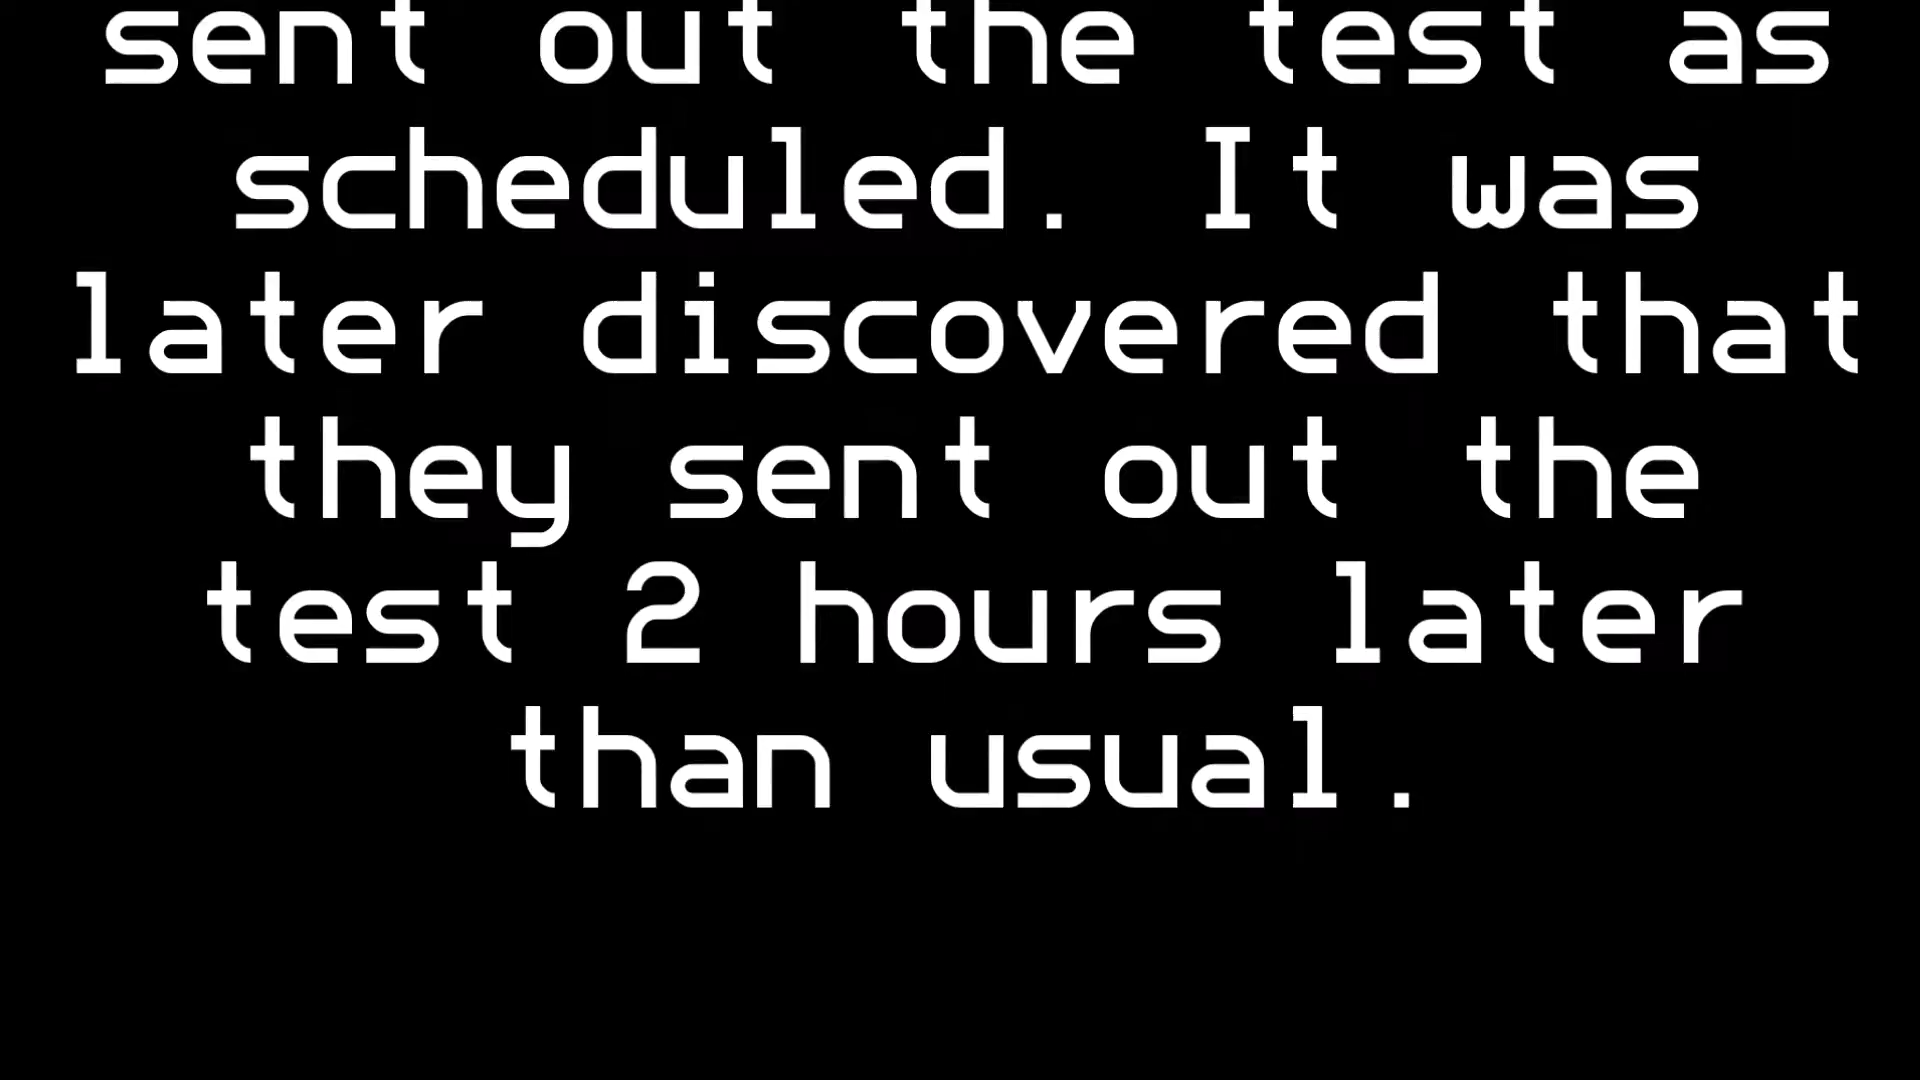 sent out the test as
scheduled. It was
later discovered that
they sent out the
test 2 hours later
than usual.